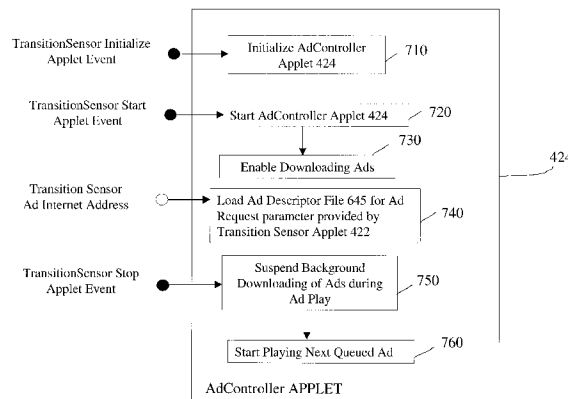 TransitionSensor Initialize
Applet Event
Initialize AdController
Applet 424
710
TransitionSensor Start
Applet Event
Start AdController Applet 424
720
730
Enable Downloading Ads
424
Transition Sensor
Ad Internet Address
Load Ad Descriptor File 645 for Ad
Request parameter provided by
Transition Sensor Applet 422
740
TransitionSensor Stop
Applet Event
Suspend Background
Downloading of Ads during
Ad Play
750
Start Playing Next Queued Ad
760
AdController APPLET